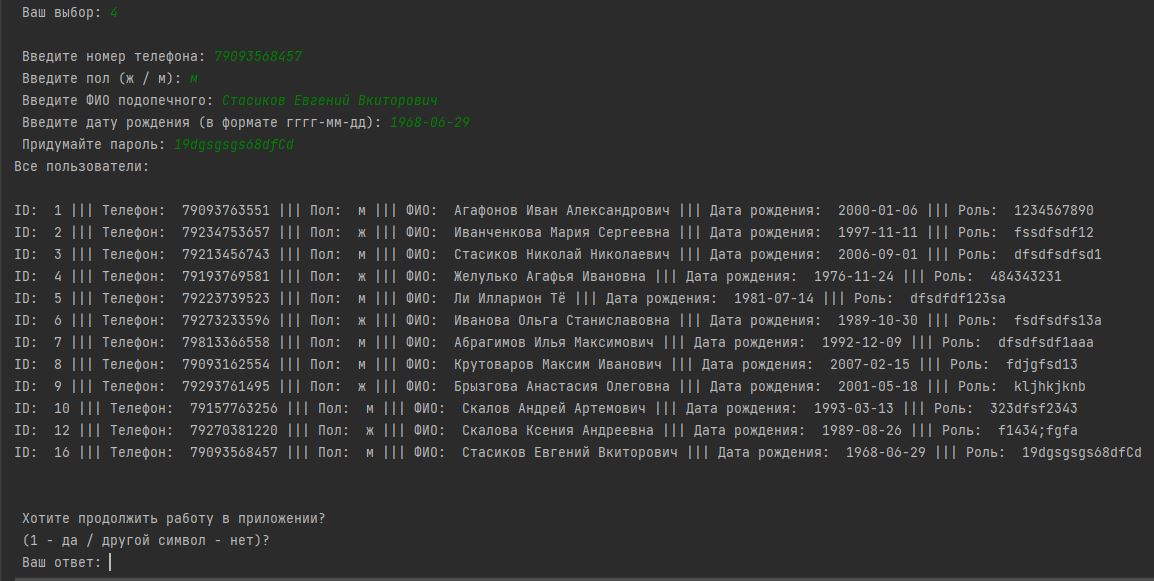 Ваш выбор: 4
Введите номер телефона: 79093568457
Введите пол (ж / м): м
Введите ФИО подопечного: Стасиков Евгений Вкиторович
Введите дату рождения (в формате гггг-мм-дд): 1968-06-29
Придумайте пароль: 19dgsgsgs68dfCd
Все пользователи:
ID:  1 ||| Телефон:  79093763551 ||| Пол:  м ||| ФИО:  Агафонов Иван Александрович ||| Дата рождения:  2000-01-06 ||| Роль:  1234567890
ID:  2 ||| Телефон:  79234753657 ||| Пол:  ж ||| ФИО:  Иванченкова Мария Сергеевна ||| Дата рождения:  1997-11-11 ||| Роль:  fssdfsdf12
ID:  3 ||| Телефон:  79213456743 ||| Пол:  м ||| ФИО:  Стасиков Николай Николаевич ||| Дата рождения:  2006-09-01 ||| Роль:  dfsdfsdfsd1
ID:  4 ||| Телефон:  79193769581 ||| Пол:  ж ||| ФИО:  Желулько Агафья Ивановна ||| Дата рождения:  1976-11-24 ||| Роль:  484343231
ID:  5 ||| Телефон:  79223739523 ||| Пол:  м ||| ФИО:  Ли Илларион Тё ||| Дата рождения:  1981-07-14 ||| Роль:  dfsdfdf123sa
ID:  6 ||| Телефон:  79273233596 ||| Пол:  ж ||| ФИО:  Иванова Ольга Станиславовна ||| Дата рождения:  1989-10-30 ||| Роль:  fsdfsdfs13a
ID:  7 ||| Телефон:  79813366558 ||| Пол:  м ||| ФИО:  Абрагимов Илья Максимович ||| Дата рождения:  1992-12-09 ||| Роль:  dfsdfsdf1aaa
ID:  8 ||| Телефон:  79093162554 ||| Пол:  м ||| ФИО:  Крутоваров Максим Иванович ||| Дата рождения:  2007-02-15 ||| Роль:  fdjgfsd13
ID:  9 ||| Телефон:  79293761495 ||| Пол:  ж ||| ФИО:  Брызгова Анастасия Олеговна ||| Дата рождения:  2001-05-18 ||| Роль:  kljhkjknb
ID:  10 ||| Телефон:  79157763256 ||| Пол:  м ||| ФИО:  Скалов Андрей Артемович ||| Дата рождения:  1993-03-13 ||| Роль:  323dfsf2343
ID:  12 ||| Телефон:  79270381220 ||| Пол:  ж ||| ФИО:  Скалова Ксения Андреевна ||| Дата рождения:  1989-08-26 ||| Роль:  f1434;fgfa
ID:  16 ||| Телефон:  79093568457 ||| Пол:  м ||| ФИО:  Стасиков Евгений Вкиторович ||| Дата рождения:  1968-06-29 ||| Роль:  19dgsgsgs68dfCd
Хотите продолжить работу в приложении?
(1 - да / другой символ - нет)?
Ваш ответ: